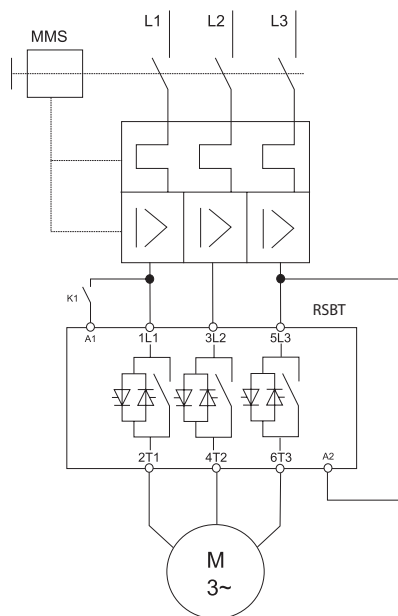 L1 L2 L3
MMS
K1
RSBT
A1 1L1 3L2 5L3
2T1 4T2 6T3 A2
M
3~